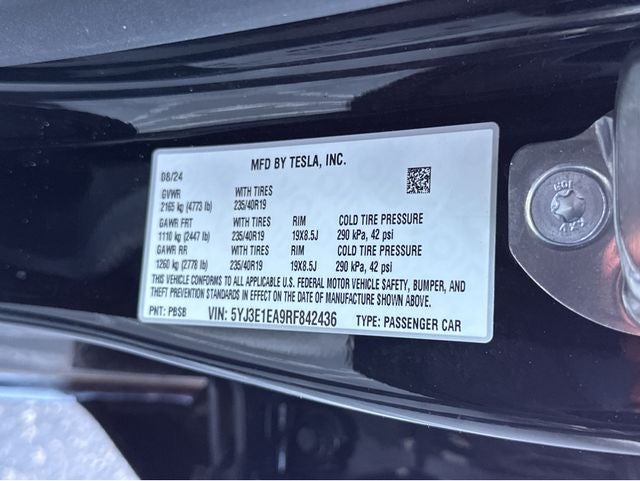 MFD BY TESLA, INC.
08/24
GVWR WITH TIRES
2165 kg (4773 lb) 235/40R19
GAWR FRT WITH TIRES RIM COLD TIRE PRESSURE
1110 kg (2447 lb) 235/40R19 19X8.5J 290 kPa, 42 psi
GAWR RR WITH TIRES RIM COLD TIRE PRESSURE
1260 kg (2778 lb) 235/40R19 19X8.5J 290 kPa, 42 psi
THIS VEHICLE CONFORMS TO ALL APPLICABLE U.S. FEDERAL MOTOR VEHICLE SAFETY, BUMPER, AND
THEFT PREVENTION STANDARDS IN EFFECT ON THE DATE OF MANUFACTURE SHOWN ABOVE.
PNT: PBSB VIN: 5YJ3E1EA9RF842436 TYPE: PASSENGER CAR